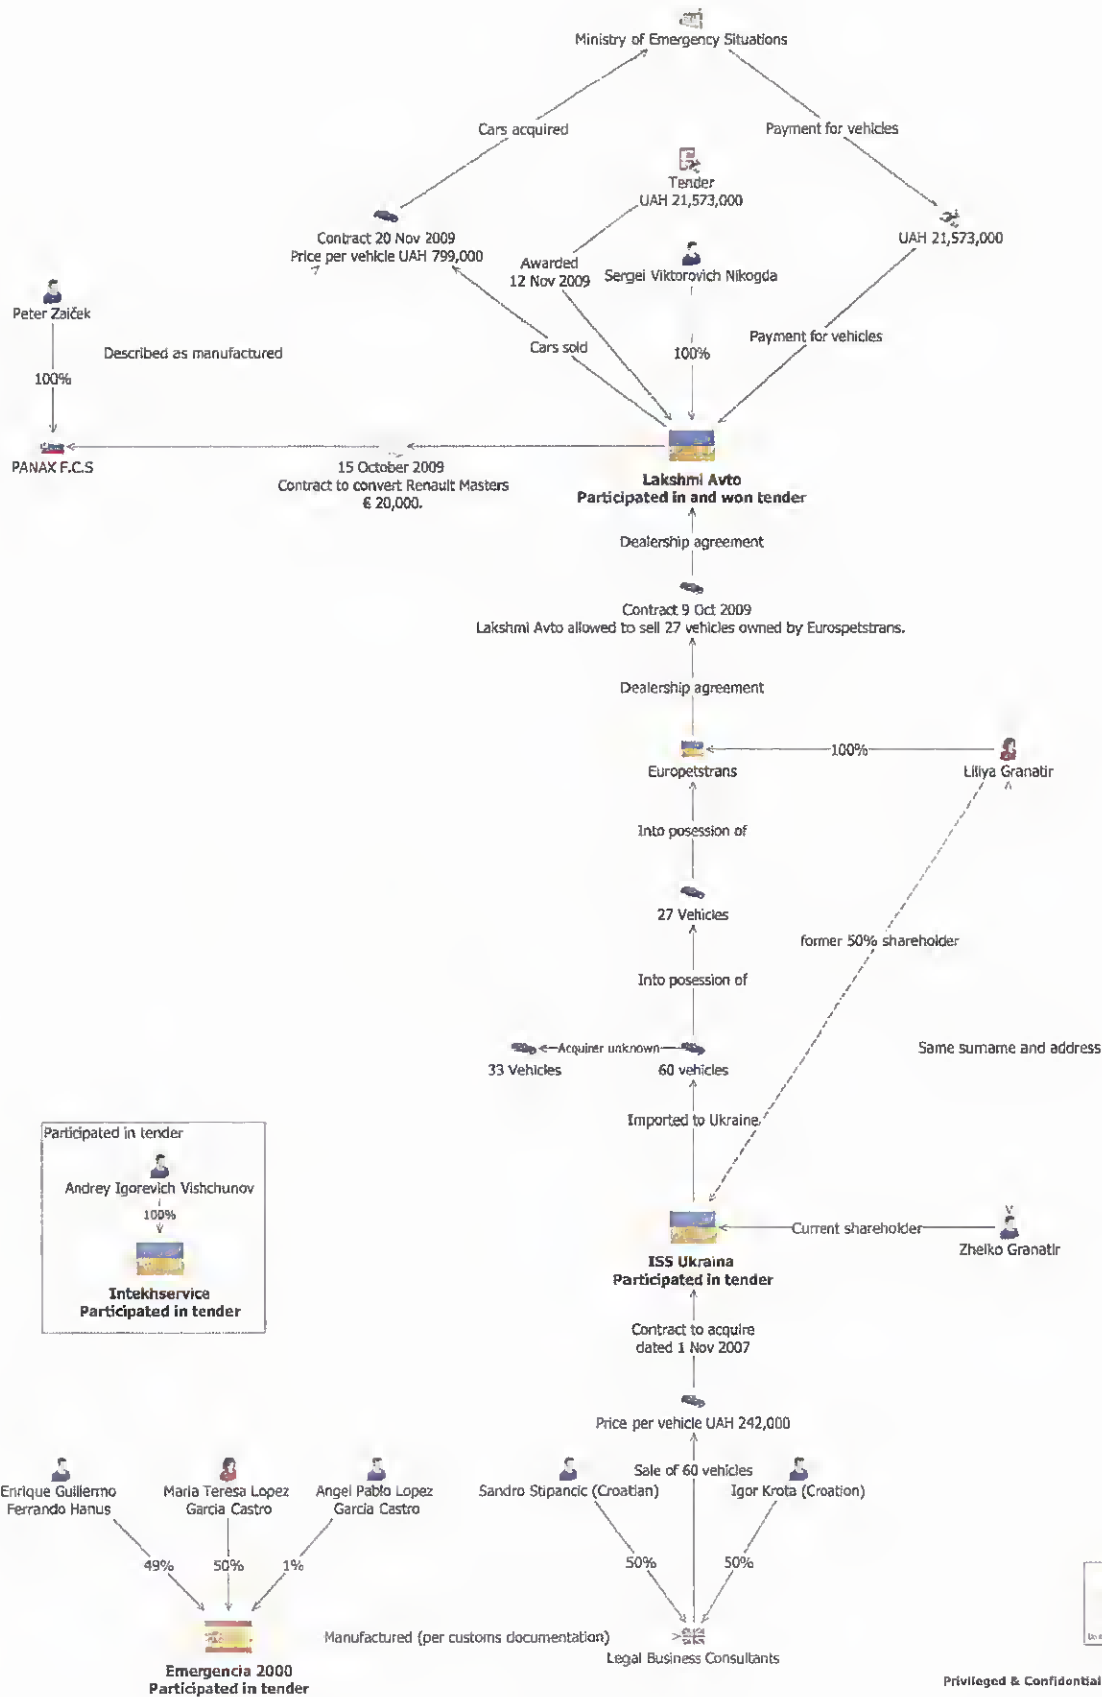 Ministry of Emergency Situations
Cars acquired
Payment for vehicles
Tender
UAH 21,573,000
Contract 20 Nov 2009
Price per vehicle UAH 799,000
UAH 21,573,000
Awarded
12 Nov 2009
Sergei Viktorovich Nikogda
Peter Zaiček
Described as manufactured
Cars sold
Payment for vehicles
100%
100%
PANAX F.C.S
15 October 2009
Contract to convert Renault Masters
€ 20,000.
Lakshmi Avto
Participated in and won tender
Dealership agreement
Contract 9 Oct 2009
Lakshmi Avto allowed to sell 27 vehicles owned by Eurospetstrans.
Dealership agreement
100%
Europetstrans
Liliya Granatir
Into posession of
27 Vehicles
former 50% shareholder
Into posession of
Acquirer unknown
33 Vehicles
60 vehicles
Same surname and address
Imported to Ukraine
Participated in tender
Andrey Igorevich Vishchunov
100%
Intekhservice
Participated in tender
Current shareholder
Zhelko Granatir
ISS Ukraina
Participated in tender
Contract to acquire
dated 1 Nov 2007
Price per vehicle UAH 242,000
Sale of 60 vehicles
Enrique Guillermo
Ferrando Hanus
Maria Teresa Lopez
Garcia Castro
Angel Pablo Lopez
Garcia Castro
Sandro Stipancic (Croatian)
Igor Krota (Croation)
49%
50%
1%
50%
50%
Manufactured (per customs documentation)
Legal Business Consultants
Emergencia 2000
Participated in tender
Privileged & Confidential